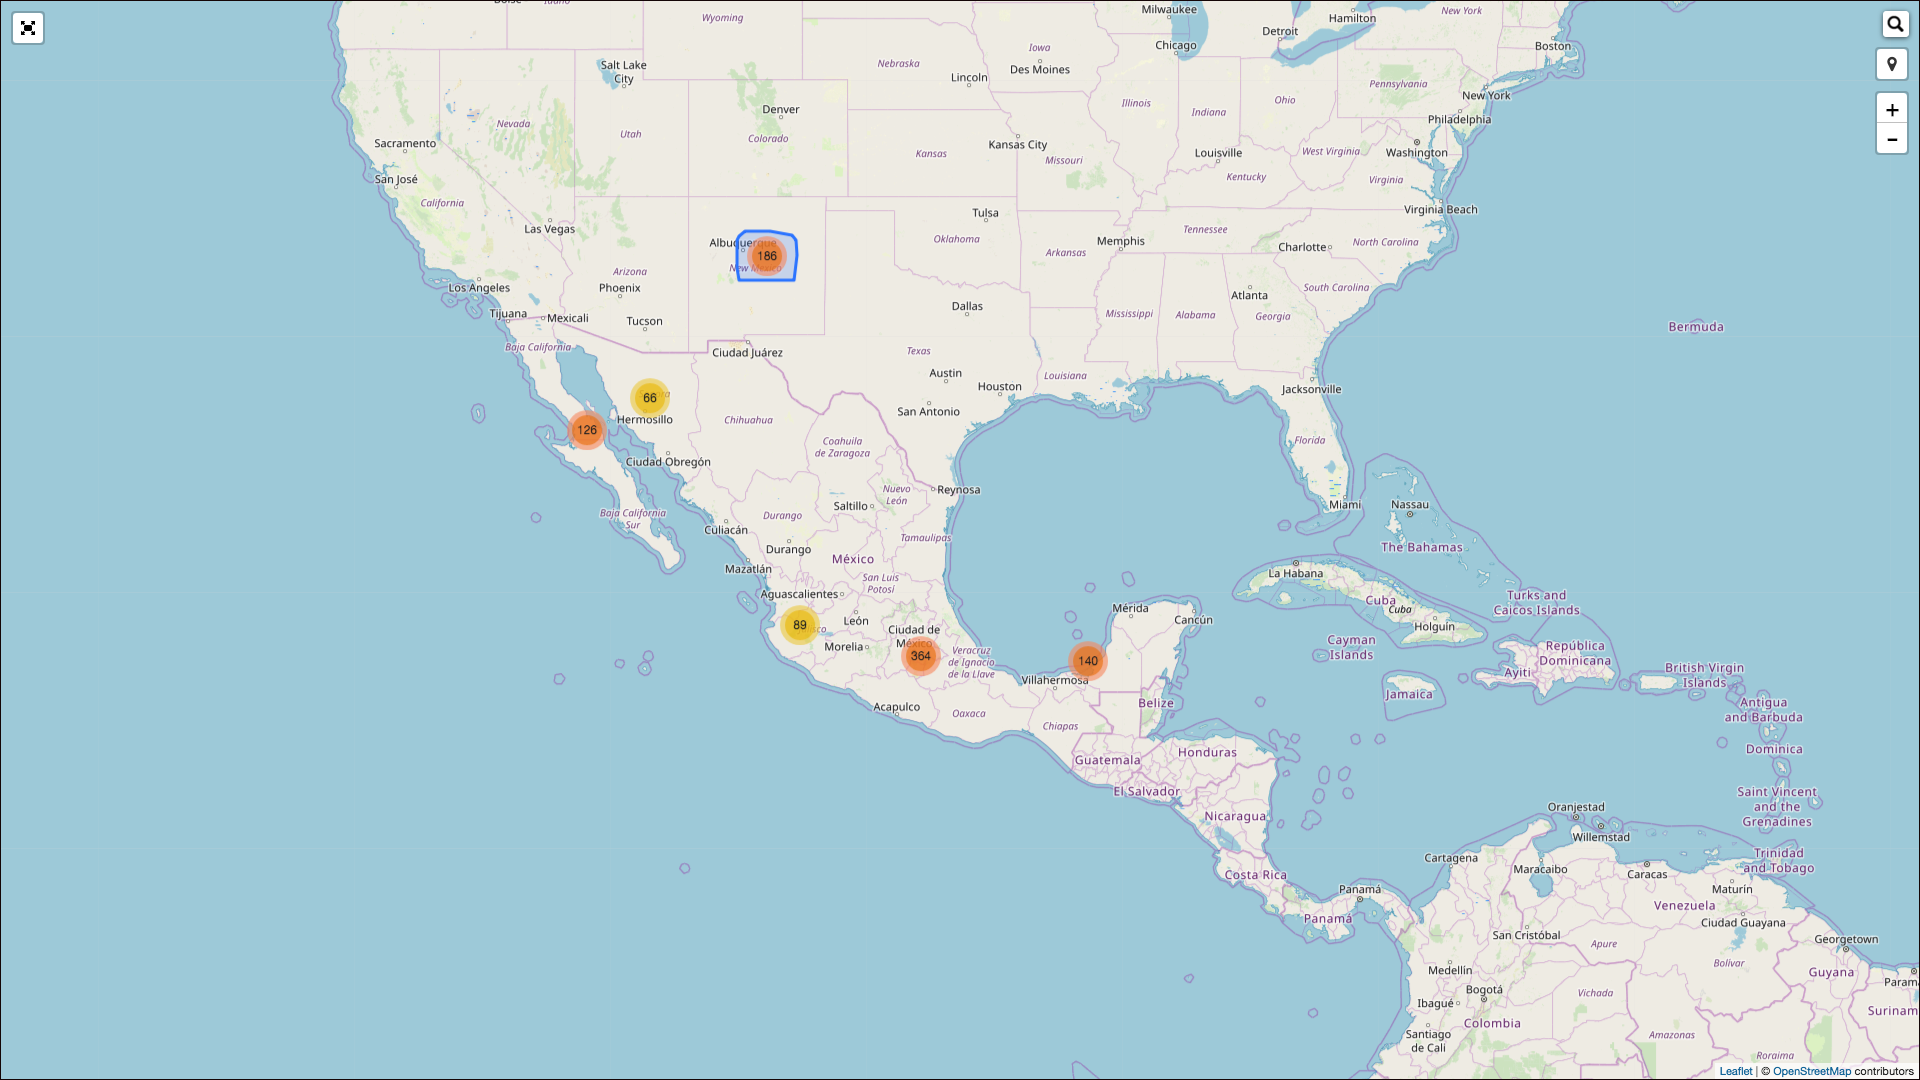 Wyoming
New York
Milwaukee
Hamilton
Detroit
Chicago
Boston
Iowa
Des Moines
Nebraska
Lincoln
Salt Lake
City
Pennsylvania
New York
Denver
Illinois
Indiana
Ohio
Nevada
Utah
Colorado
Philadelphia
Sacramento
Kansas City
Kansas
Missouri
Louisville
West Virginia
Washington
San José
Kentucky
Virginia
California
Tulsa
Virginia Beach
Las Vegas
Tennessee
Albuquerque
Oklahoma
Memphis
Charlotte
North Carolina
Arkansas
186
New Mexico
Arizona
Phoenix
Los Angeles
South Carolina
Atlanta
Dallas
Tijuana
Mexicali
Tucson
Mississippi
Alabama
Georgia
Bermuda
Baja California
Ciudad Juárez
Texas
Austin
Houston
Louisiana
Jacksonville
66
Hermosillo
126
Chihuahua
San Antonio
Coahuila
de Zaragoza
Florida
Ciudad Obregón
Nuevo
León
Reynosa
Saltillo
Miami
Nassau
Baja California
Sur
Durango
Culiacán
Tamaulipas
Durango
México
The Bahamas
Mazatlán
San Luis
Potosí
La Habana
Aguascalientes
Cuba
Cuba
Turks and
Caicos Islands
Mérida
Cancún
León
89
Ciudad de
México
Holguín
Morelia
364
140
Veracruz
de Ignacio
de la Llave
Cayman
Islands
República
Dominicana
Ayiti
British Virgin
Islands
Villahermosa
Jamaica
Belize
Acapulco
Oaxaca
Chiapas
Antigua
and Barbuda
Honduras
Guatemala
Dominica
El Salvador
Saint Vincent
and the
Grenadines
Nicaragua
Oranjestad
Willemstad
Cartagena
Maracaibo
Caracas
Trinidad
and Tobago
Costa Rica
Panamá
Maturín
Venezuela
Ciudad Guayana
Panamá
San Cristóbal
Apure
Georgetown
Bolívar
Medellín
Guyana
Param
Bogotá
Ibagué
Vichada
Surinam
Colombia
Santiago
de Cali
Amazonas
Roraima
+
−
Leaflet | © OpenStreetMap contributors